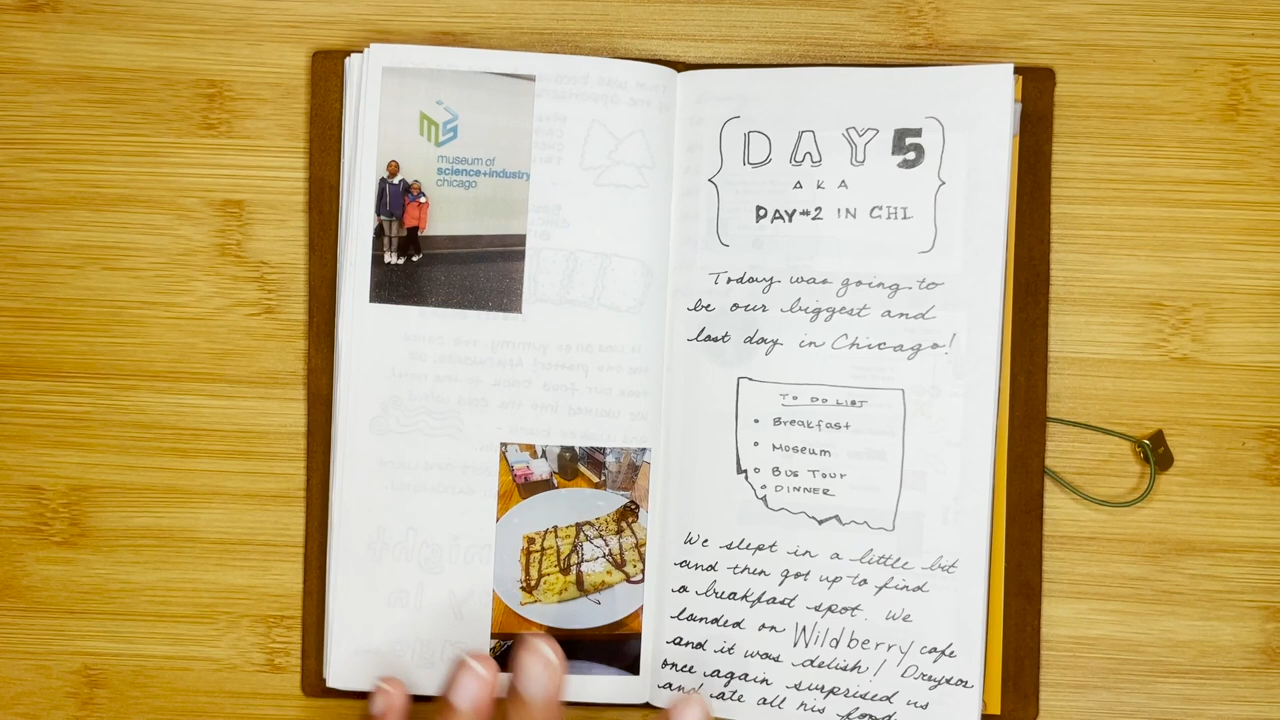 museum of
science+industry
chicago
DAY 5
AKA
DAY #2 IN CHI
Today was going to
be our biggest and
last day in Chicago!
TO DO LIST
• Breakfast
• Moseum
• Bus Tour
• DINNER
We slept in a little bit
and then got up to find
a breakfast spot. We
landed on Wildberry cafe
and it was delish! Dreyson
once again surprised us
and ate all his food